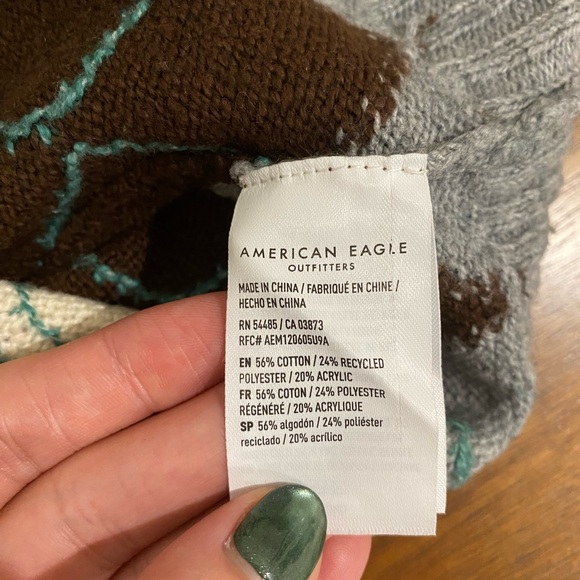 AMERICAN EAGLE
OUTFITTERS
MADE IN CHINA / FABRIQUÉ EN CHINE /
HECHO EN CHINA
RN 54485 / CA 03873
RFC# AEM120605U9A
EN 56% COTTON / 24% RECYCLED
POLYESTER / 20% ACRYLIC
FR 56% COTON / 24% POLYESTER
RÉGÉNÉRÉ / 20% ACRYLIQUE
SP 56% algodón / 24% poliéster
reciclado / 20% acrílico